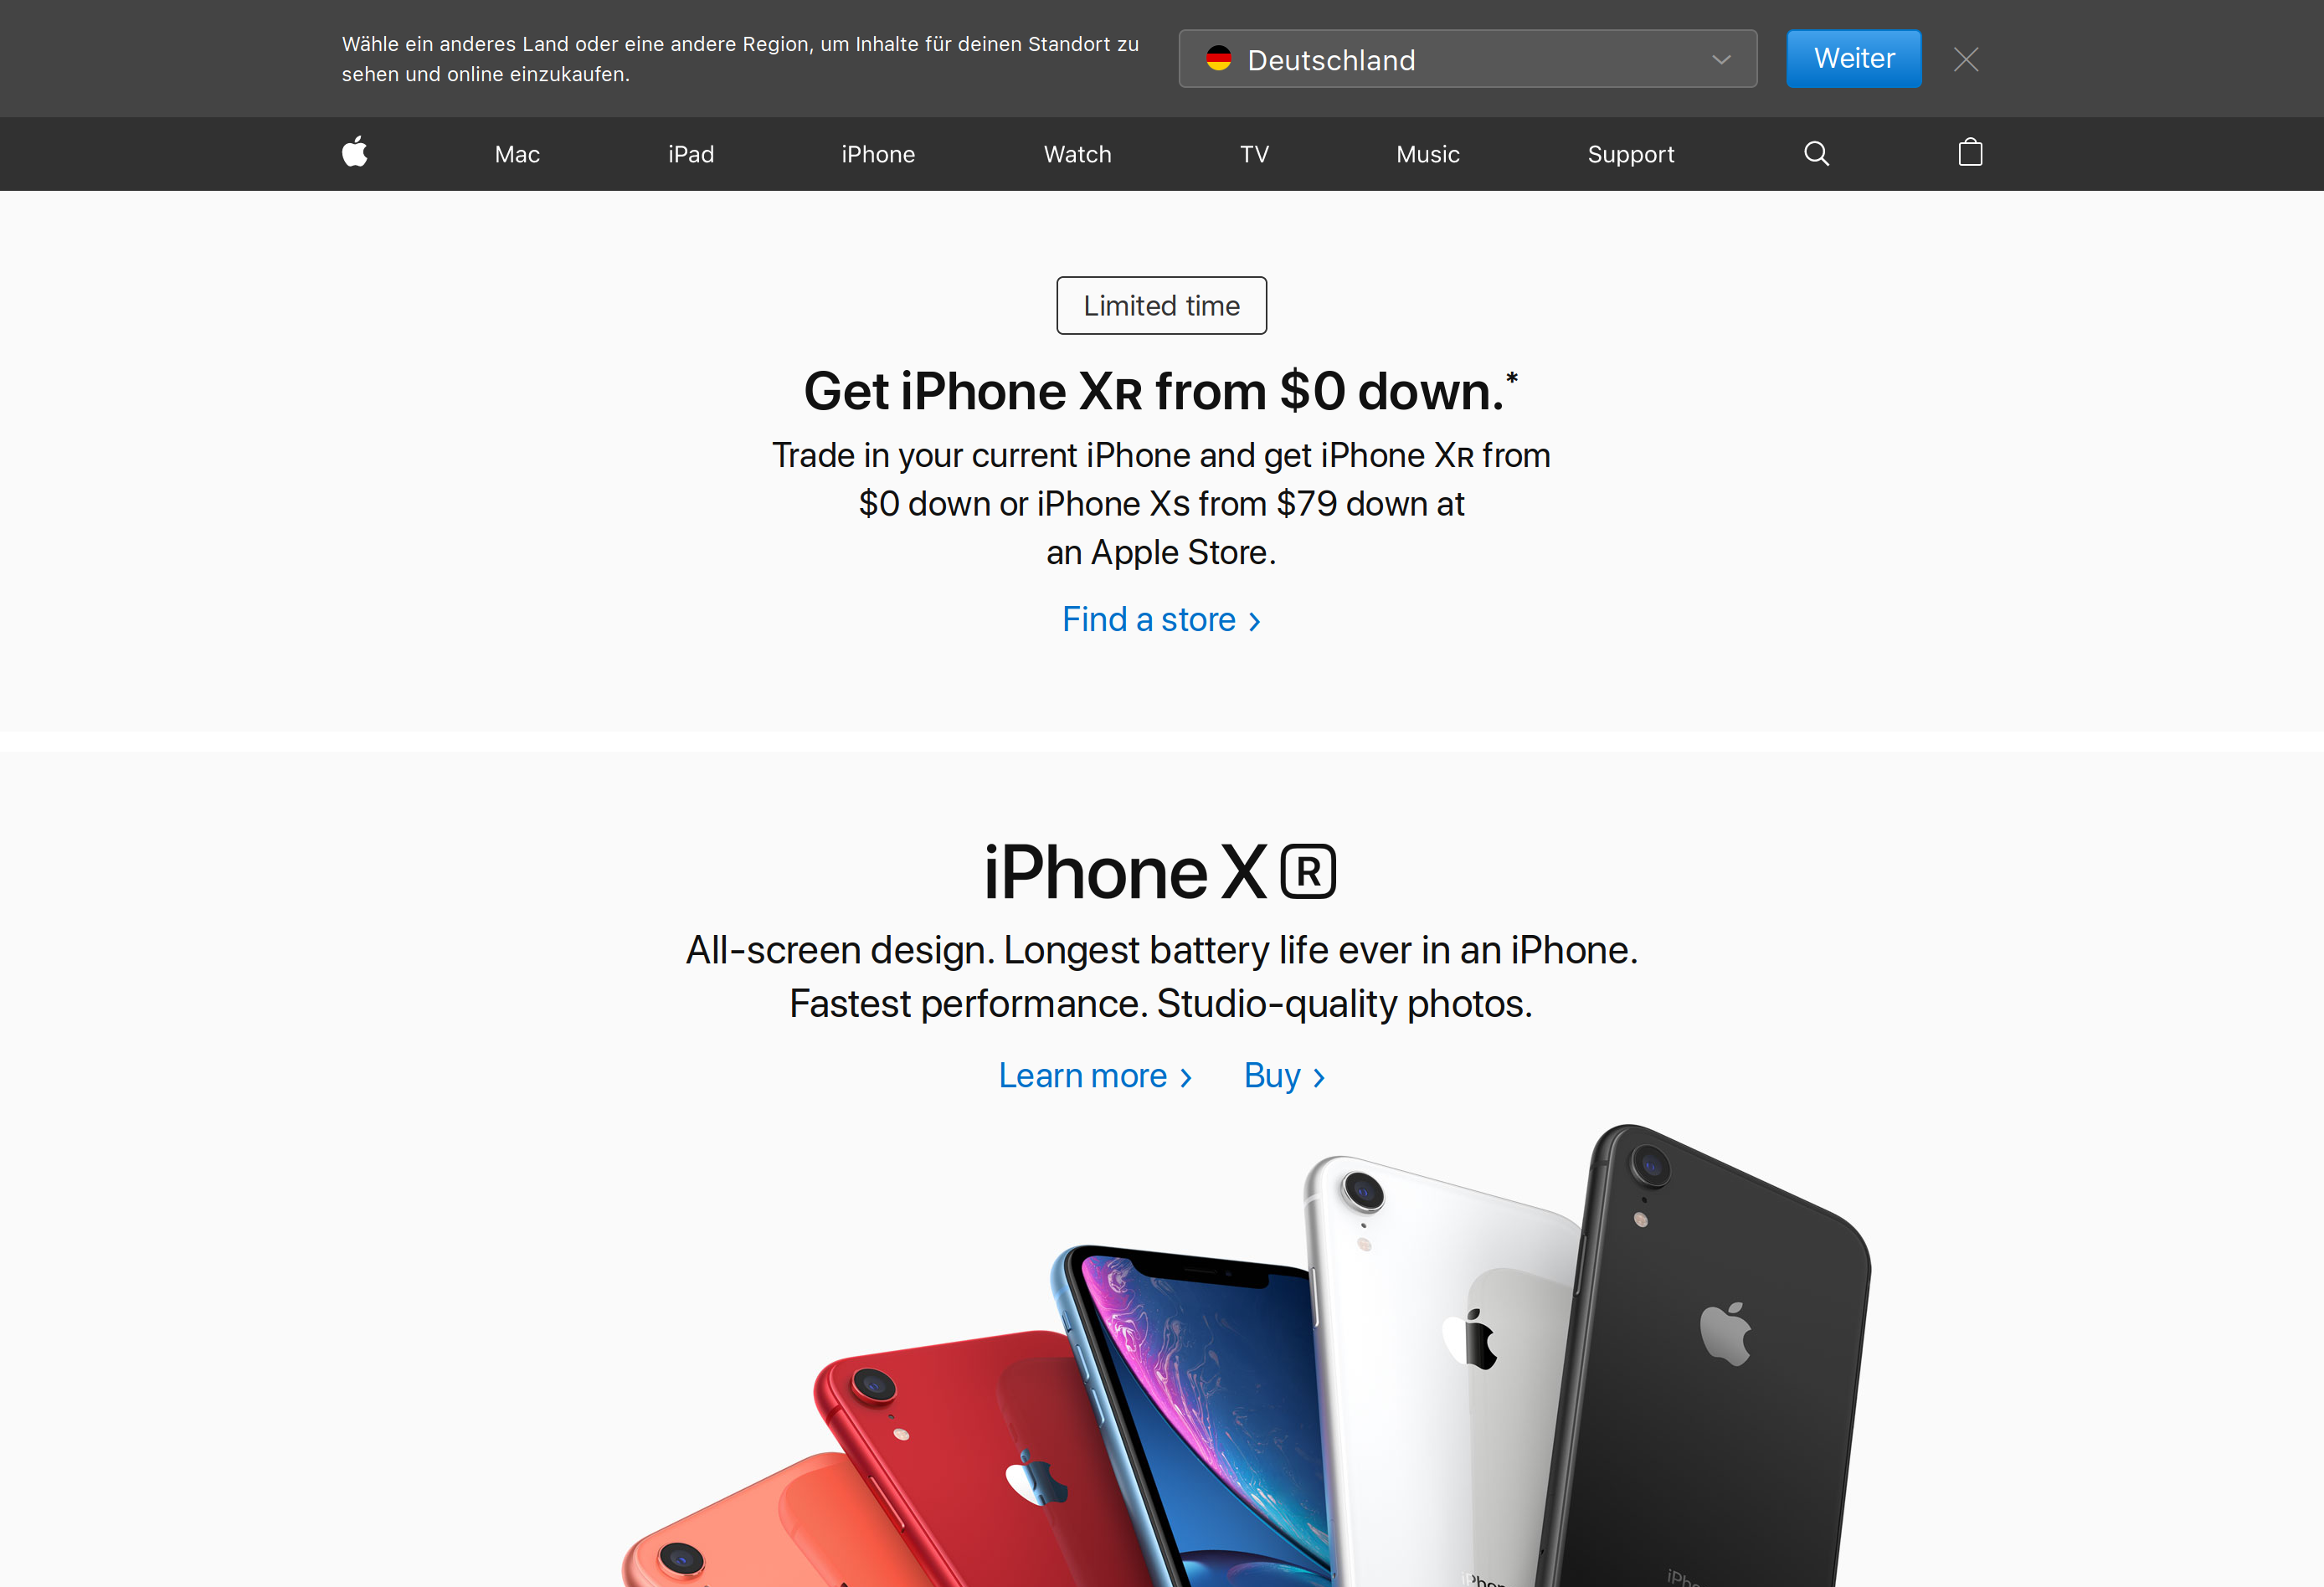 Wähle ein anderes Land oder eine andere Region, um Inhalte für deinen Standort zu
sehen und online einzukaufen.
Deutschland
Weiter
Mac iPad iPhone Watch TV Music Support
Limited time
Get iPhone XR from $0 down.*
Trade in your current iPhone and get iPhone XR from
$0 down or iPhone Xs from $79 down at
an Apple Store.
Find a store >
iPhone X R
All-screen design. Longest battery life ever in an iPhone.
Fastest performance. Studio-quality photos.
Learn more > Buy >